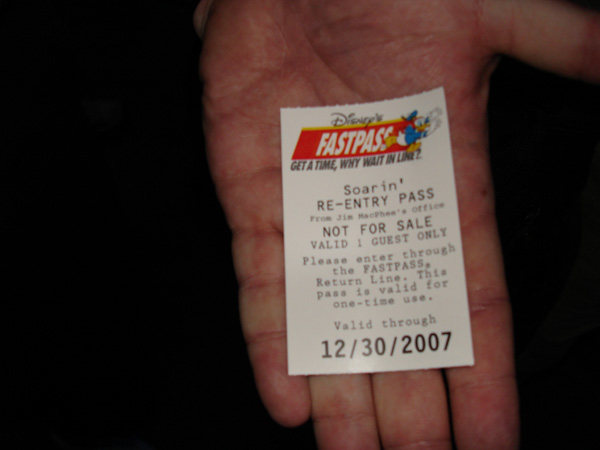 Disney's
FASTPASS
GET A TIME, WHY WAIT IN LINE?
Soarin'
RE-ENTRY PASS
From Jim MacPhee's Office
NOT FOR SALE
VALID 1 GUEST ONLY
Please enter through
the FASTPASS®
Return Line. This
pass is valid for
one-time use.
Valid through
12/30/2007